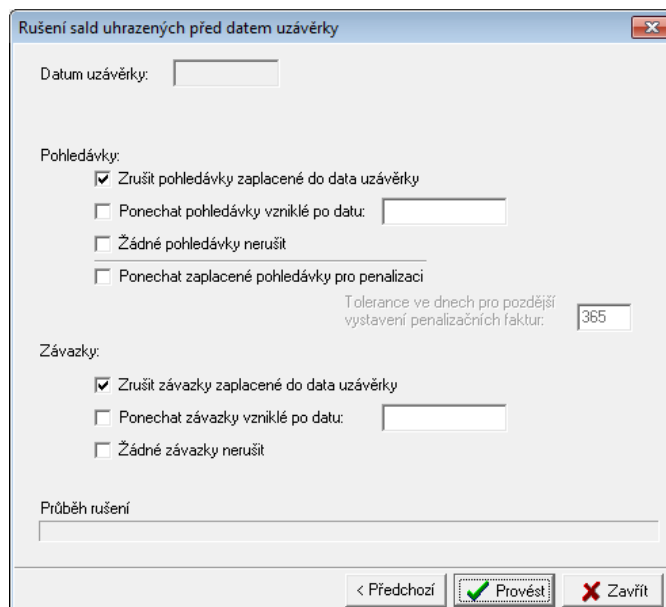 Rušení sald uhrazených před datem uzávěrky
Datum uzávěrky:
Pohledávky:
Zrušit pohledávky zaplacené do data uzávěrky
Ponechat pohledávky vzniklé po datu:
Žádné pohledávky nerušit
Ponechat zaplacené pohledávky pro penalizaci
Tolerance ve dnech pro pozdější
vystavení penalizačních faktur:
365
Závazky:
Zrušit závazky zaplacené do data uzávěrky
Ponechat závazky vzniklé po datu:
Žádné závazky nerušit
Průběh rušení
< Předchozí Provést Zavřít